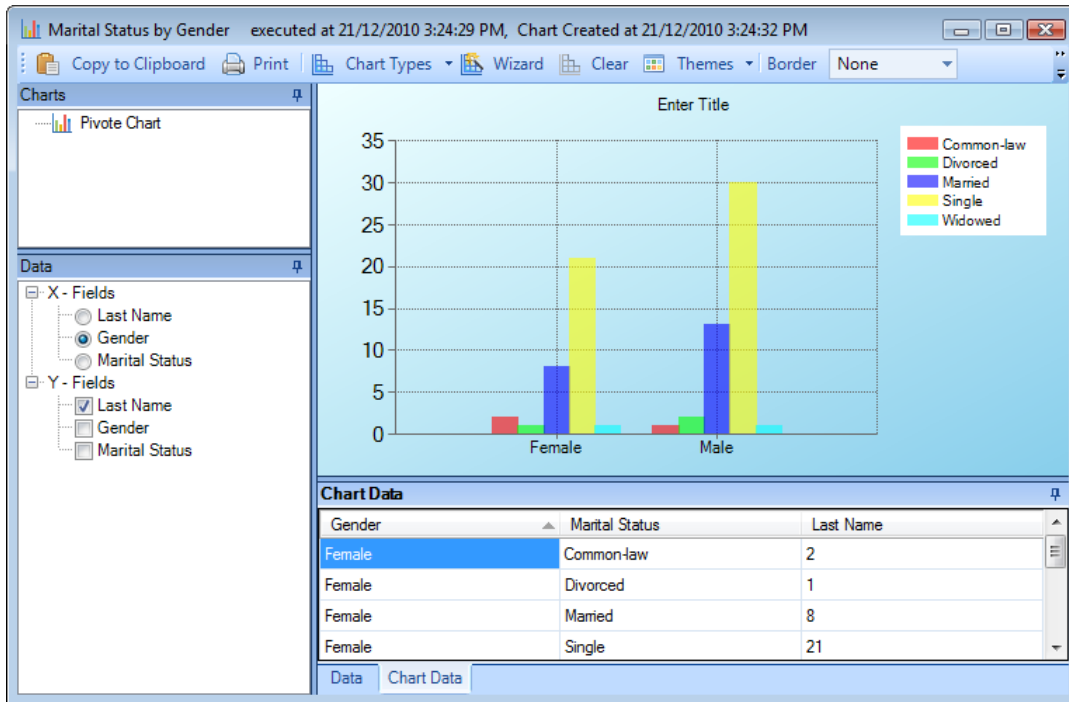 Marital Status by Gender executed at 21/12/2010 3:24:29 PM, Chart Created at 21/12/2010 3:24:32 PM
Copy to Clipboard Print Chart Types Wizard Clear Themes Border None
Charts
Pivote Chart
Data
X - Fields
Last Name
Gender
Marital Status
Y - Fields
Last Name
Gender
Marital Status
Enter Title
35
30
25
20
15
10
5
0
Female Male
Common-law
Divorced
Married
Single
Widowed
Chart Data
Gender Marital Status Last Name
Female Common-law 2
Female Divorced 1
Female Married 8
Female Single 21
Data Chart Data